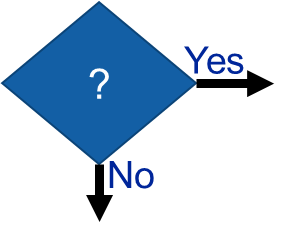 Yes
?
No